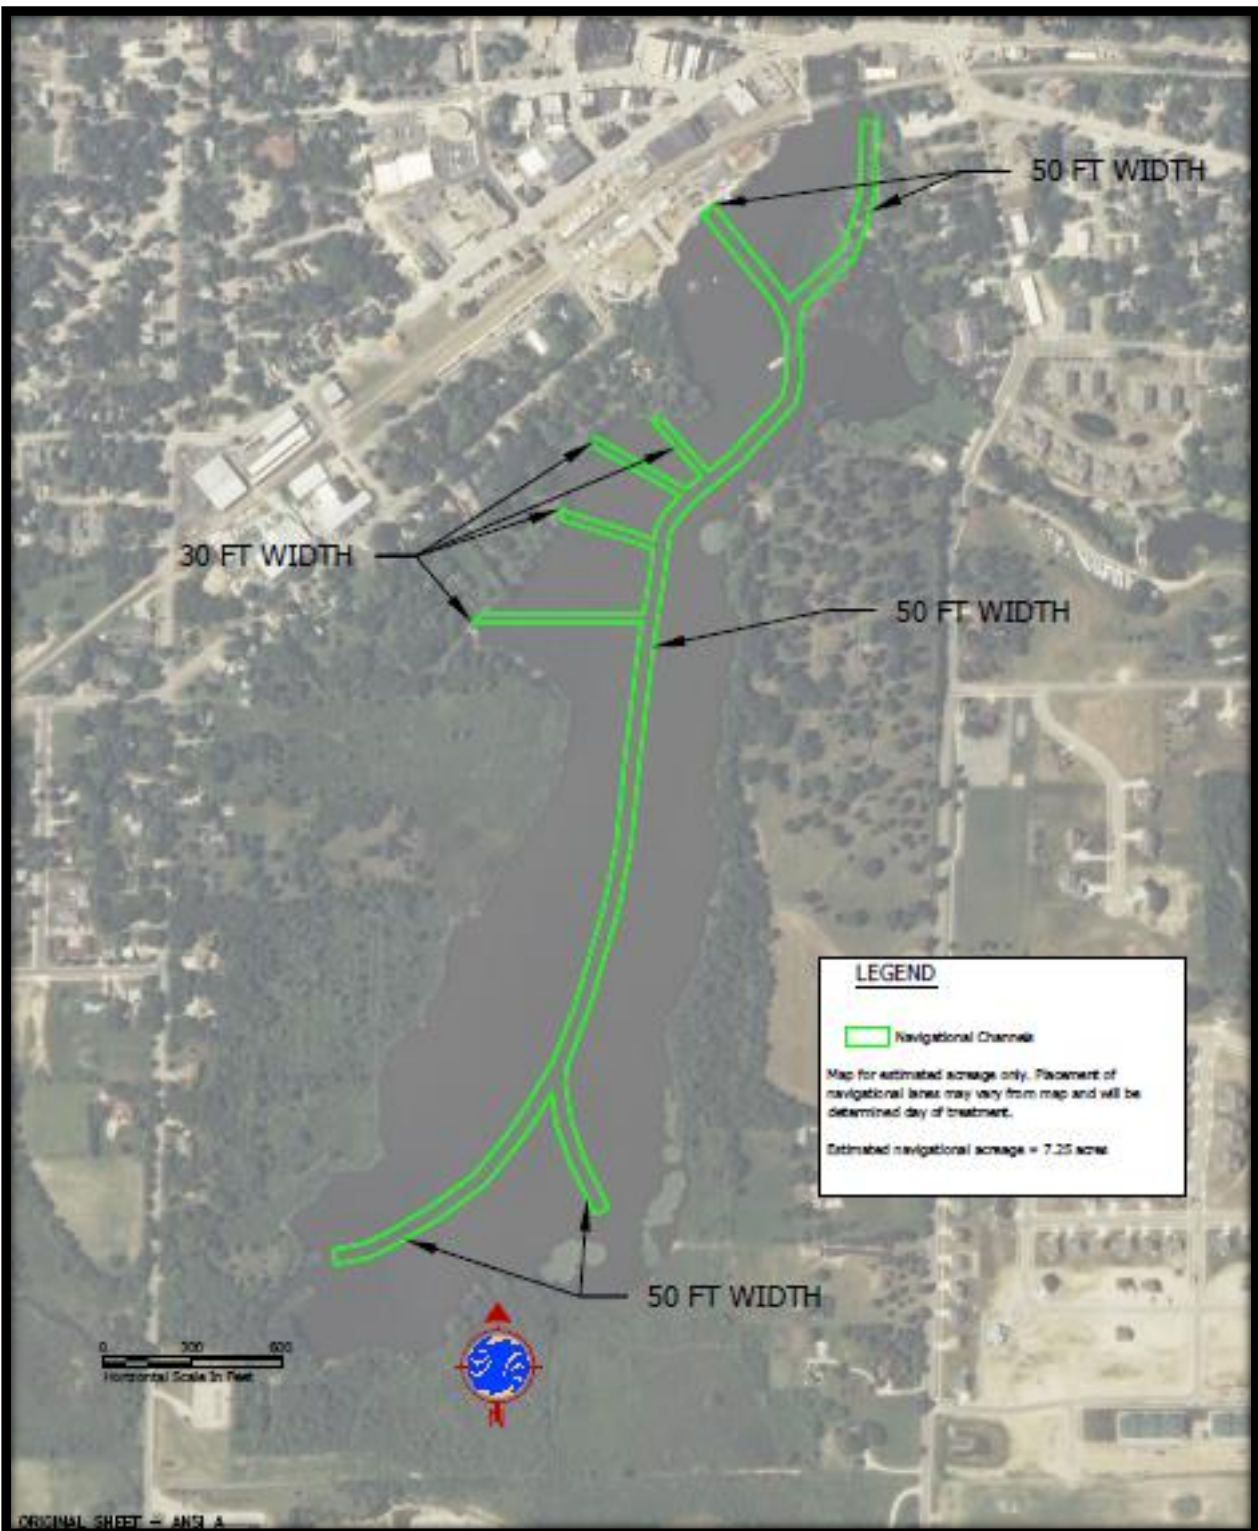 50 FT WIDTH
30 FT WIDTH
50 FT WIDTH
LEGEND
Navigational Channels
Map for estimated acreage only. Placement of
navigational lanes may vary from map and will be
determined day of treatment.
Estimated navigational acreage = 7.25 acres
50 FT WIDTH
0 300 600
Horizontal Scale In Feet
N
ORIGINAL SHEET - ANSI A